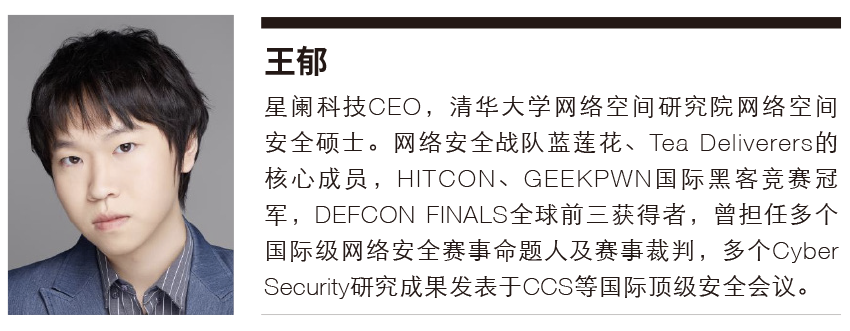 王郁
星阑科技CEO，清华大学网络空间研究院网络空间
安全硕士。网络安全战队蓝莲花、Tea Deliverers的
核心成员，HITCON、GEEKPWN国际黑客竞赛冠
军，DEFCON FINALS全球前三获得者，曾担任多个
国际级网络安全赛事命题人及赛事裁判，多个Cyber
Security研究成果发表于CCS等国际顶级安全会议。